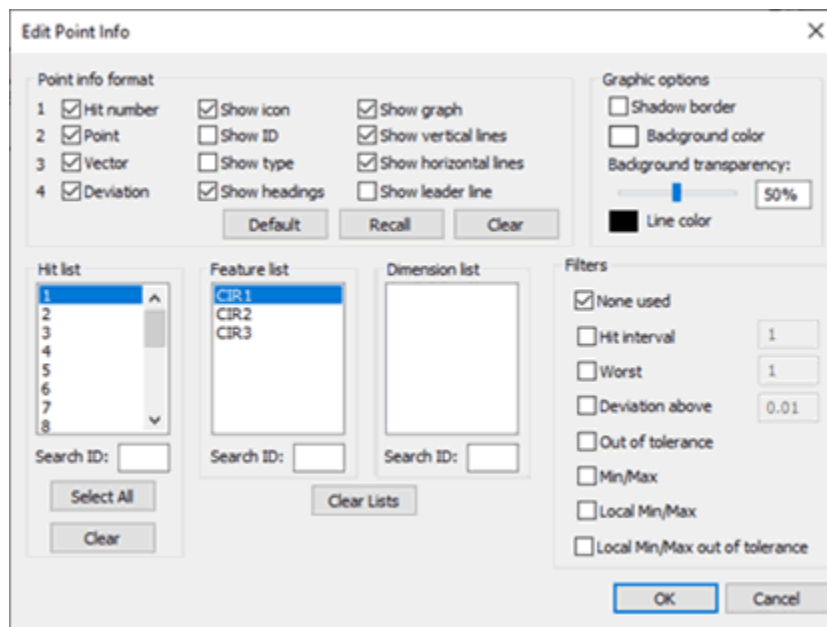 Edit Point Info
Point info format
1 Hit number Show icon Show graph
2 Point Show ID Show vertical lines
3 Vector Show type Show horizontal lines
4 Deviation Show headings Show leader line
Default Recall Clear
Graphic options
Shadow border
Background color
Background transparency:
50%
Line color
Hit list
1
2
3
4
5
6
7
8
Search ID:
Select All
Clear
Feature list
CIR1
CIR2
CIR3
Search ID:
Dimension list
Search ID:
Clear Lists
Filters
None used
Hit interval 1
Worst 1
Deviation above 0.01
Out of tolerance
Min/Max
Local Min/Max
Local Min/Max out of tolerance
OK Cancel